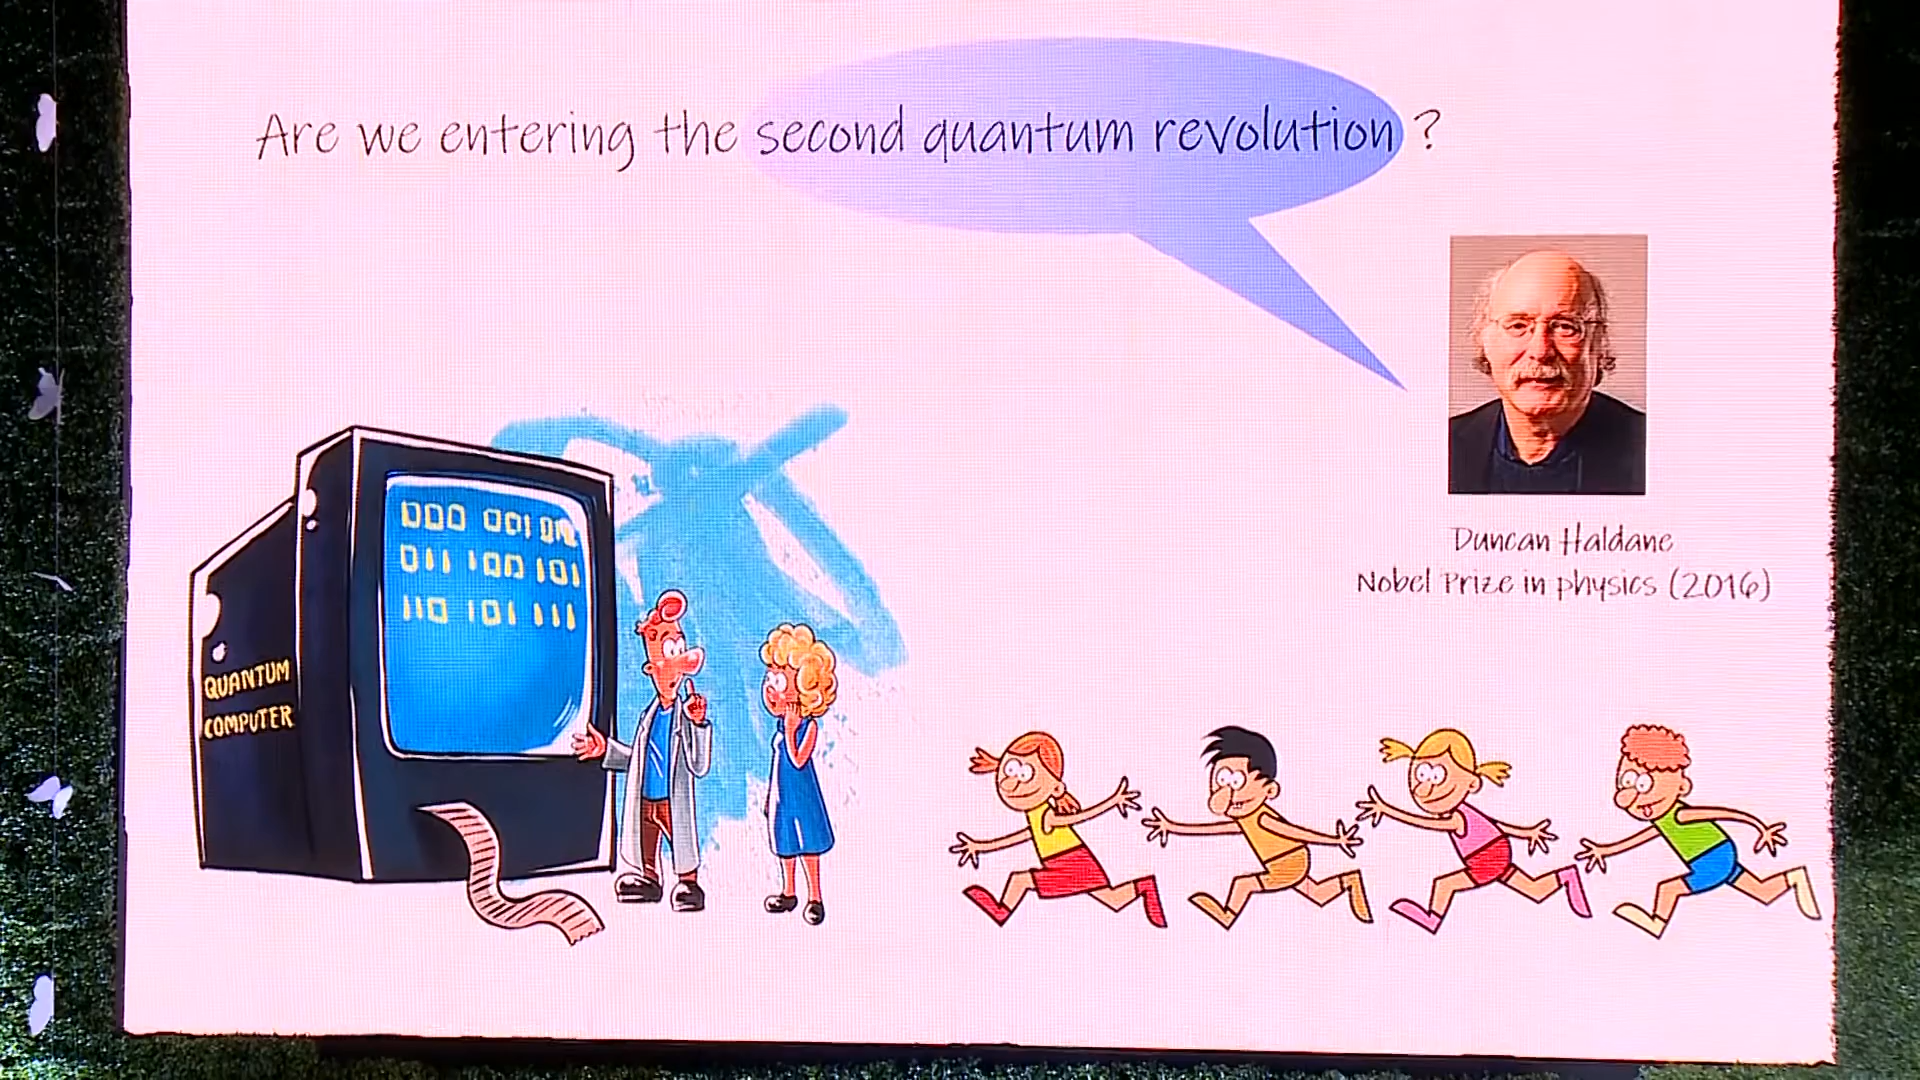 Are we entering the second quantum revolution ?
Duncan Haldane
Nobel Prize in physics (2016)
000 001
011 100 101
110 101 111
QUANTUM
COMPUTER